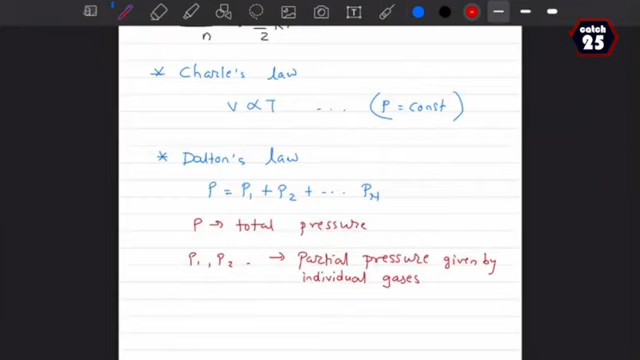 catch
25
n 2
* Charle's law
V ∝ T .... (P = const)
* Dalton's law
P = P1 + P2 + ... PN
P → total pressure
P1, P2 . → Partial pressure given by
individual gases